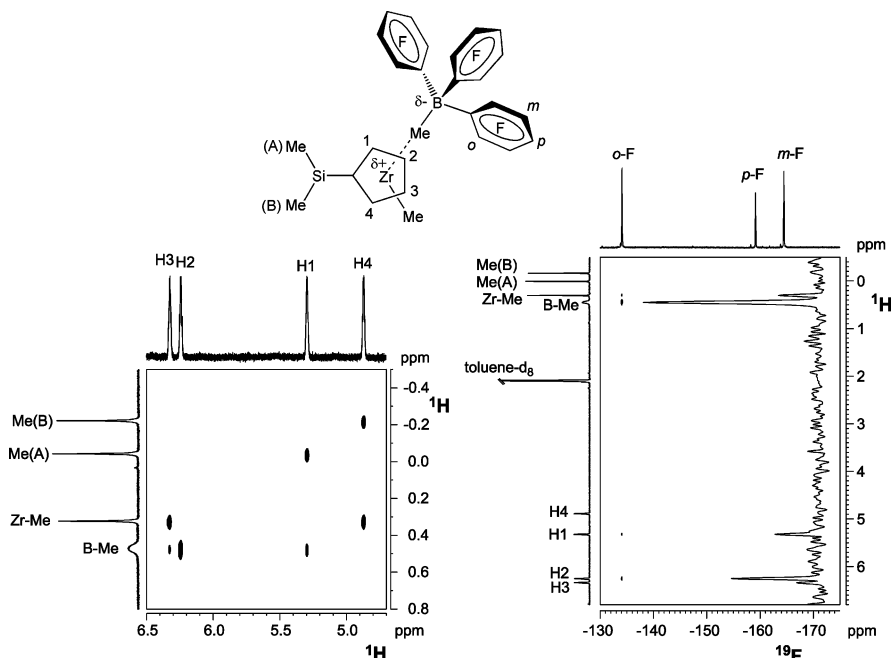 F
F
F
δ-
B
m
Me
o
p
(A) Me
1
δ+
2
Si
Zr
3
(B) Me
4
Me
o-F
p-F
m-F
ppm
H3
H2
H1
H4
ppm
-0.4
-0.2
0.0
0.2
0.4
0.6
0.8
¹H
Me(B)
Me(A)
Zr-Me
B-Me
6.5
6.0
5.5
5.0
ppm
¹H
Me(B)
Me(A)
Zr-Me
B-Me
toluene-d₈
H4
H1
H2
H3
0
¹H
1
2
3
4
5
6
-130
-140
-150
-160
-170
ppm
¹⁹F